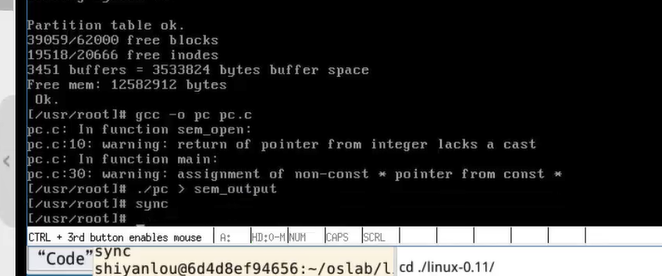 Partition table ok.
39059/62000 free blocks
19518/20666 free inodes
3451 buffers = 3533824 bytes buffer space
Free mem: 12582912 bytes
 Ok.
[/usr/root]# gcc -o pc pc.c
pc.c: In function sem_open:
pc.c:10: warning: return of pointer from integer lacks a cast
pc.c: In function main:
pc.c:30: warning: assignment of non-const * pointer from const *
[/usr/root]# ./pc > sem_output
[/usr/root]# sync
[/usr/root]# _
CTRL + 3rd button enables mouse A: HD:0-M NUM CAPS SCRL
“Code” sync
shiyanlou@6d4d8ef94656:~/oslab/l cd ./linux-0.11/